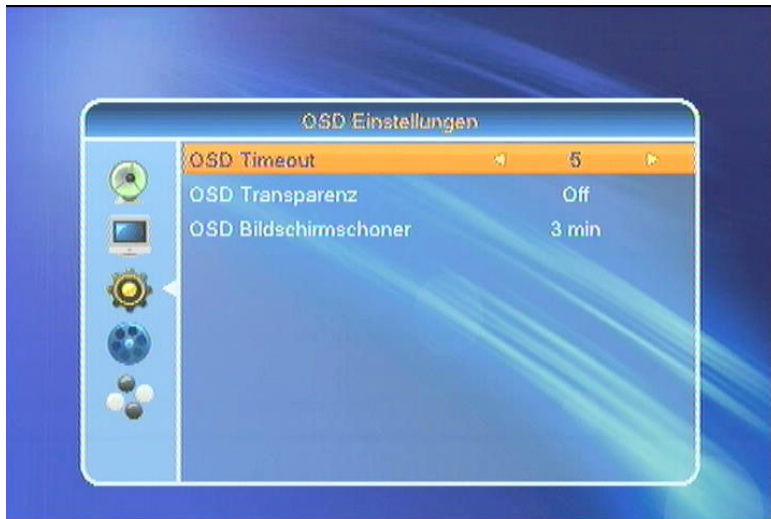 OSD Einstellungen
OSD Timeout 5
OSD Transparenz Off
OSD Bildschirmschoner 3 min